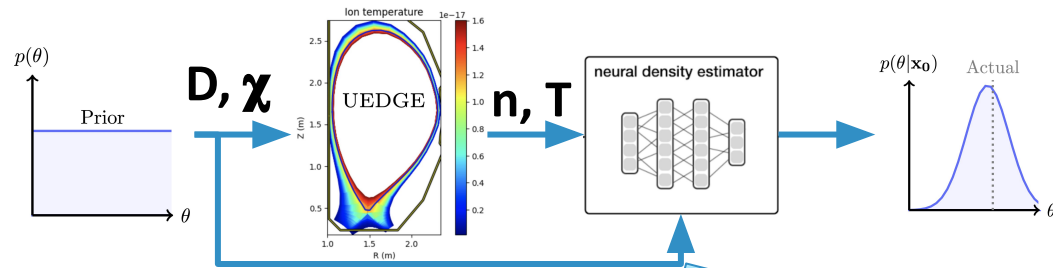 p(θ)
Prior
θ
D, χ
Ion temperature
1e−17
2.5
2.0
1.5
1.0
0.5
Z (m)
1.0
1.5
2.0
R (m)
UEDGE
1.6
1.4
1.2
1.0
0.8
0.6
0.4
0.2
n, T
neural density estimator
p(θ|x₀)
Actual
θ